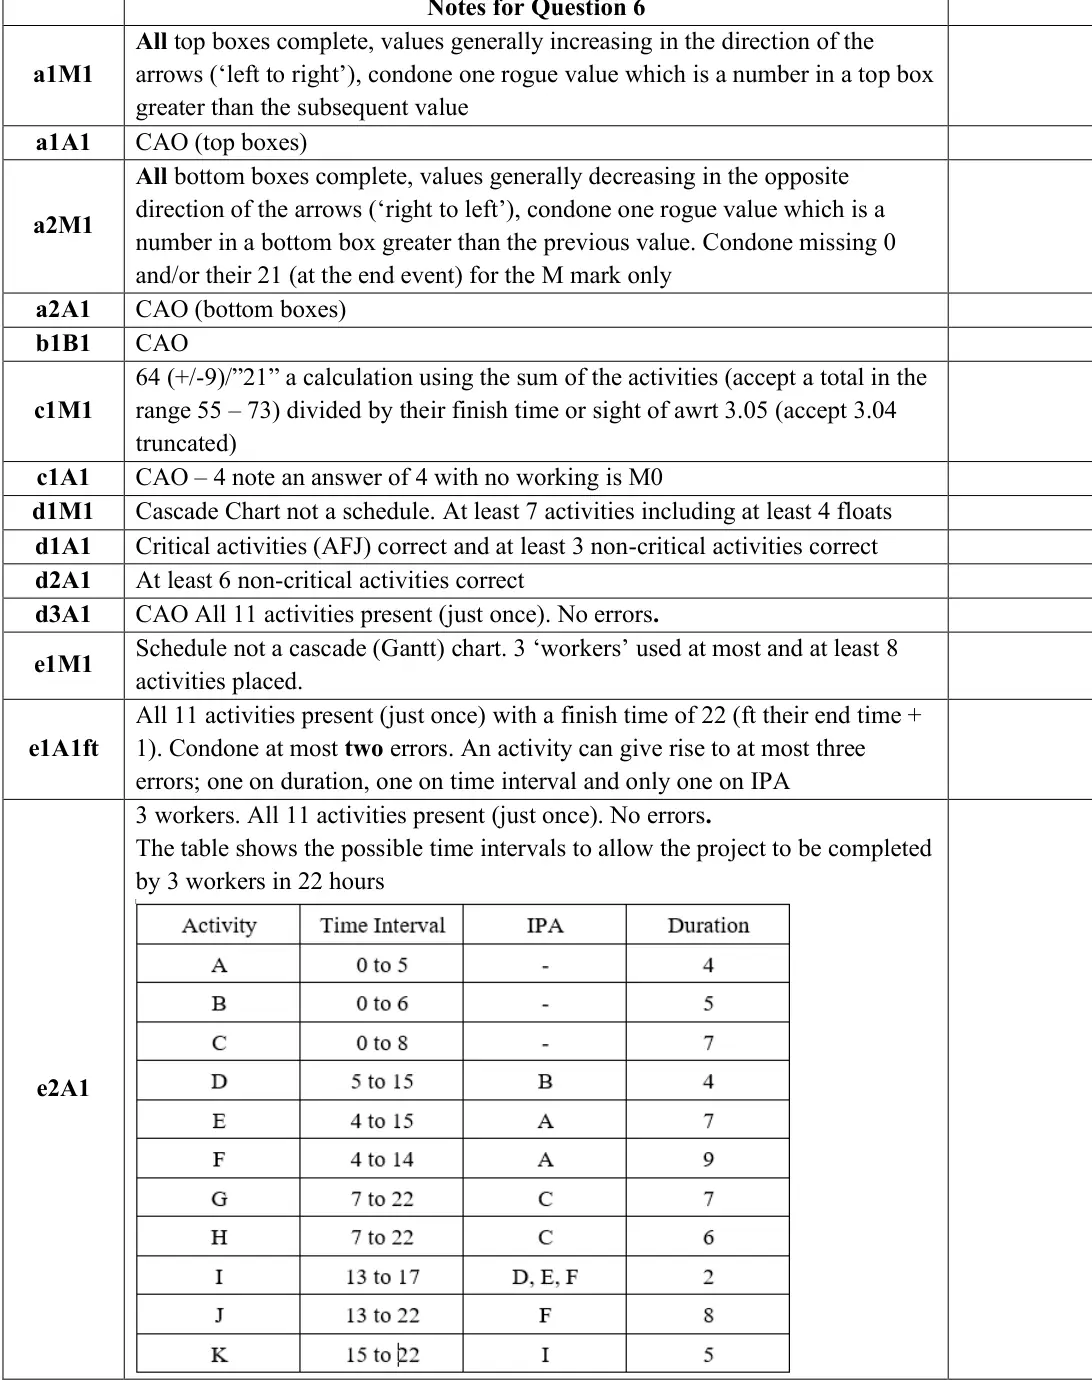 Notes for Question 6
a1M1
All top boxes complete, values generally increasing in the direction of the
arrows (‘left to right’), condone one rogue value which is a number in a top box
greater than the subsequent value
a1A1
CAO (top boxes)
a2M1
All bottom boxes complete, values generally decreasing in the opposite
direction of the arrows (‘right to left’), condone one rogue value which is a
number in a bottom box greater than the previous value. Condone missing 0
and/or their 21 (at the end event) for the M mark only
a2A1
CAO (bottom boxes)
b1B1
CAO
c1M1
64 (+/-9)/”21” a calculation using the sum of the activities (accept a total in the
range 55 – 73) divided by their finish time or sight of awrt 3.05 (accept 3.04
truncated)
c1A1
CAO – 4 note an answer of 4 with no working is M0
d1M1
Cascade Chart not a schedule. At least 7 activities including at least 4 floats
d1A1
Critical activities (AFJ) correct and at least 3 non-critical activities correct
d2A1
At least 6 non-critical activities correct
d3A1
CAO All 11 activities present (just once). No errors.
e1M1
Schedule not a cascade (Gantt) chart. 3 ‘workers’ used at most and at least 8
activities placed.
e1A1ft
All 11 activities present (just once) with a finish time of 22 (ft their end time +
1). Condone at most two errors. An activity can give rise to at most three
errors; one on duration, one on time interval and only one on IPA
e2A1
3 workers. All 11 activities present (just once). No errors.
The table shows the possible time intervals to allow the project to be completed
by 3 workers in 22 hours
Activity Time Interval IPA Duration
A 0 to 5 - 4
B 0 to 6 - 5
C 0 to 8 - 7
D 5 to 15 B 4
E 4 to 15 A 7
F 4 to 14 A 9
G 7 to 22 C 7
H 7 to 22 C 6
I 13 to 17 D, E, F 2
J 13 to 22 F 8
K 15 to 22 I 5